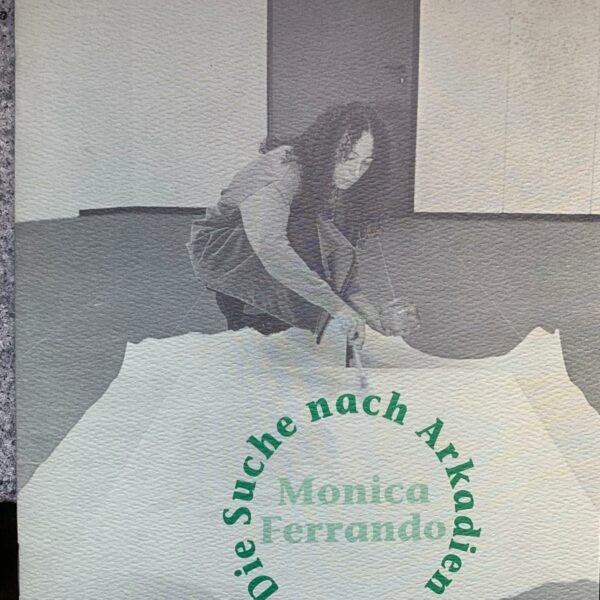 Die Suche nach Arkadien
Monica
Ferrando